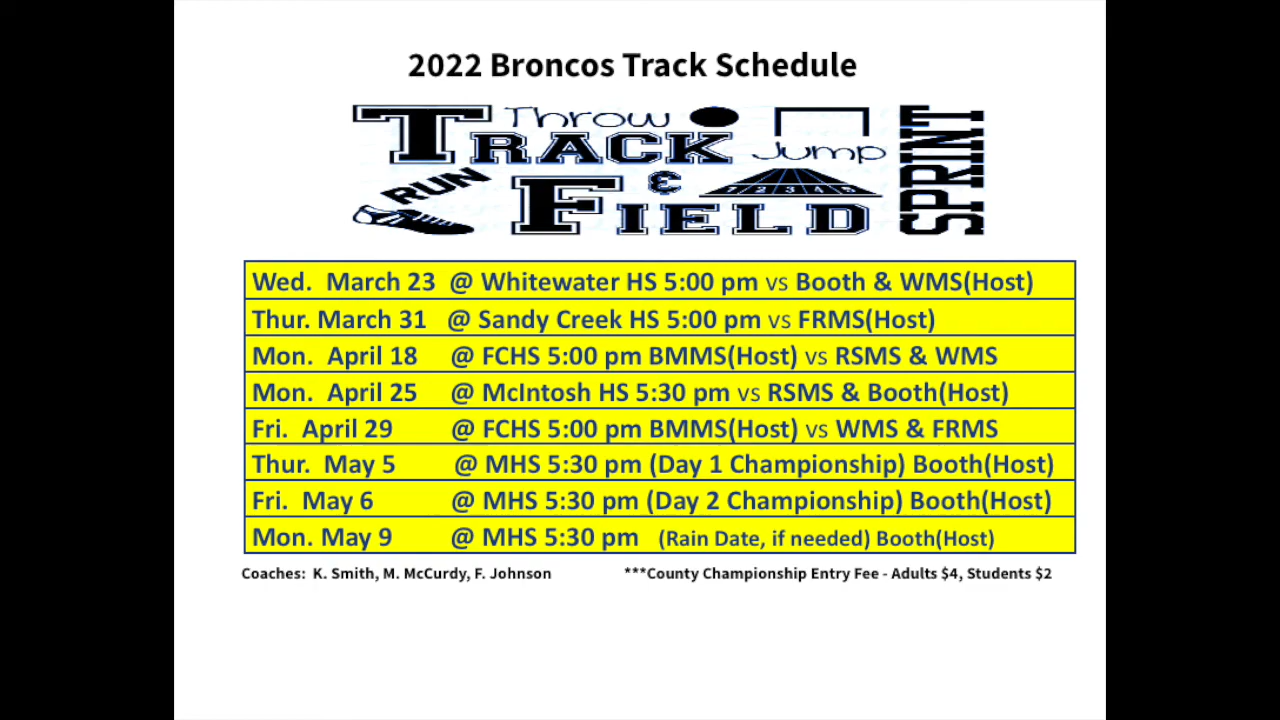 2022 Broncos Track Schedule
Throw
TRACK
Jump
SPRINT
RUN
&
1 2 3 4 5
FIELD
Wed. March 23 @ Whitewater HS 5:00 pm vs Booth & WMS(Host)
Thur. March 31 @ Sandy Creek HS 5:00 pm vs FRMS(Host)
Mon. April 18 @ FCHS 5:00 pm BMMS(Host) vs RSMS & WMS
Mon. April 25 @ McIntosh HS 5:30 pm vs RSMS & Booth(Host)
Fri. April 29 @ FCHS 5:00 pm BMMS(Host) vs WMS & FRMS
Thur. May 5 @ MHS 5:30 pm (Day 1 Championship) Booth(Host)
Fri. May 6 @ MHS 5:30 pm (Day 2 Championship) Booth(Host)
Mon. May 9 @ MHS 5:30 pm (Rain Date, if needed) Booth(Host)
Coaches: K. Smith, M. McCurdy, F. Johnson ***County Championship Entry Fee - Adults $4, Students $2